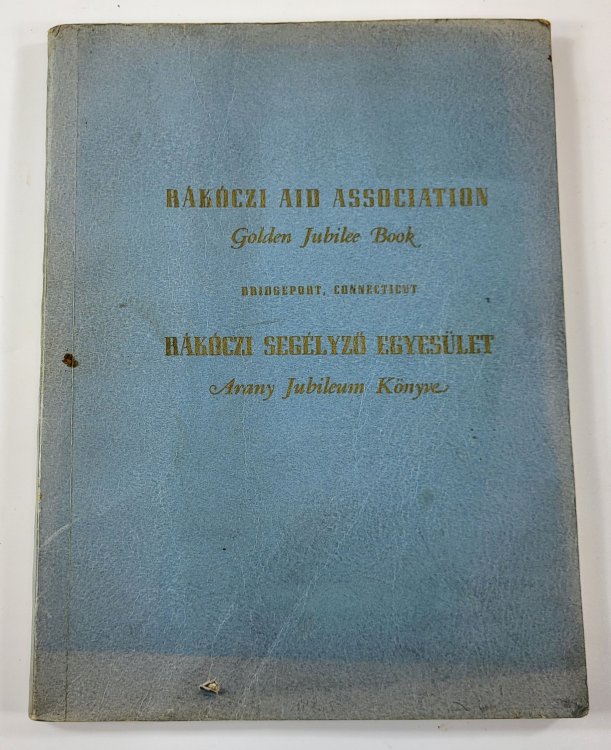 RÁKÓCZI AID ASSOCIATION
Golden Jubilee Book
BRIDGEPORT, CONNECTICUT
RÁKÓCZI SEGÉLYZŐ EGYESÜLET
Arany Jubileum Könyve